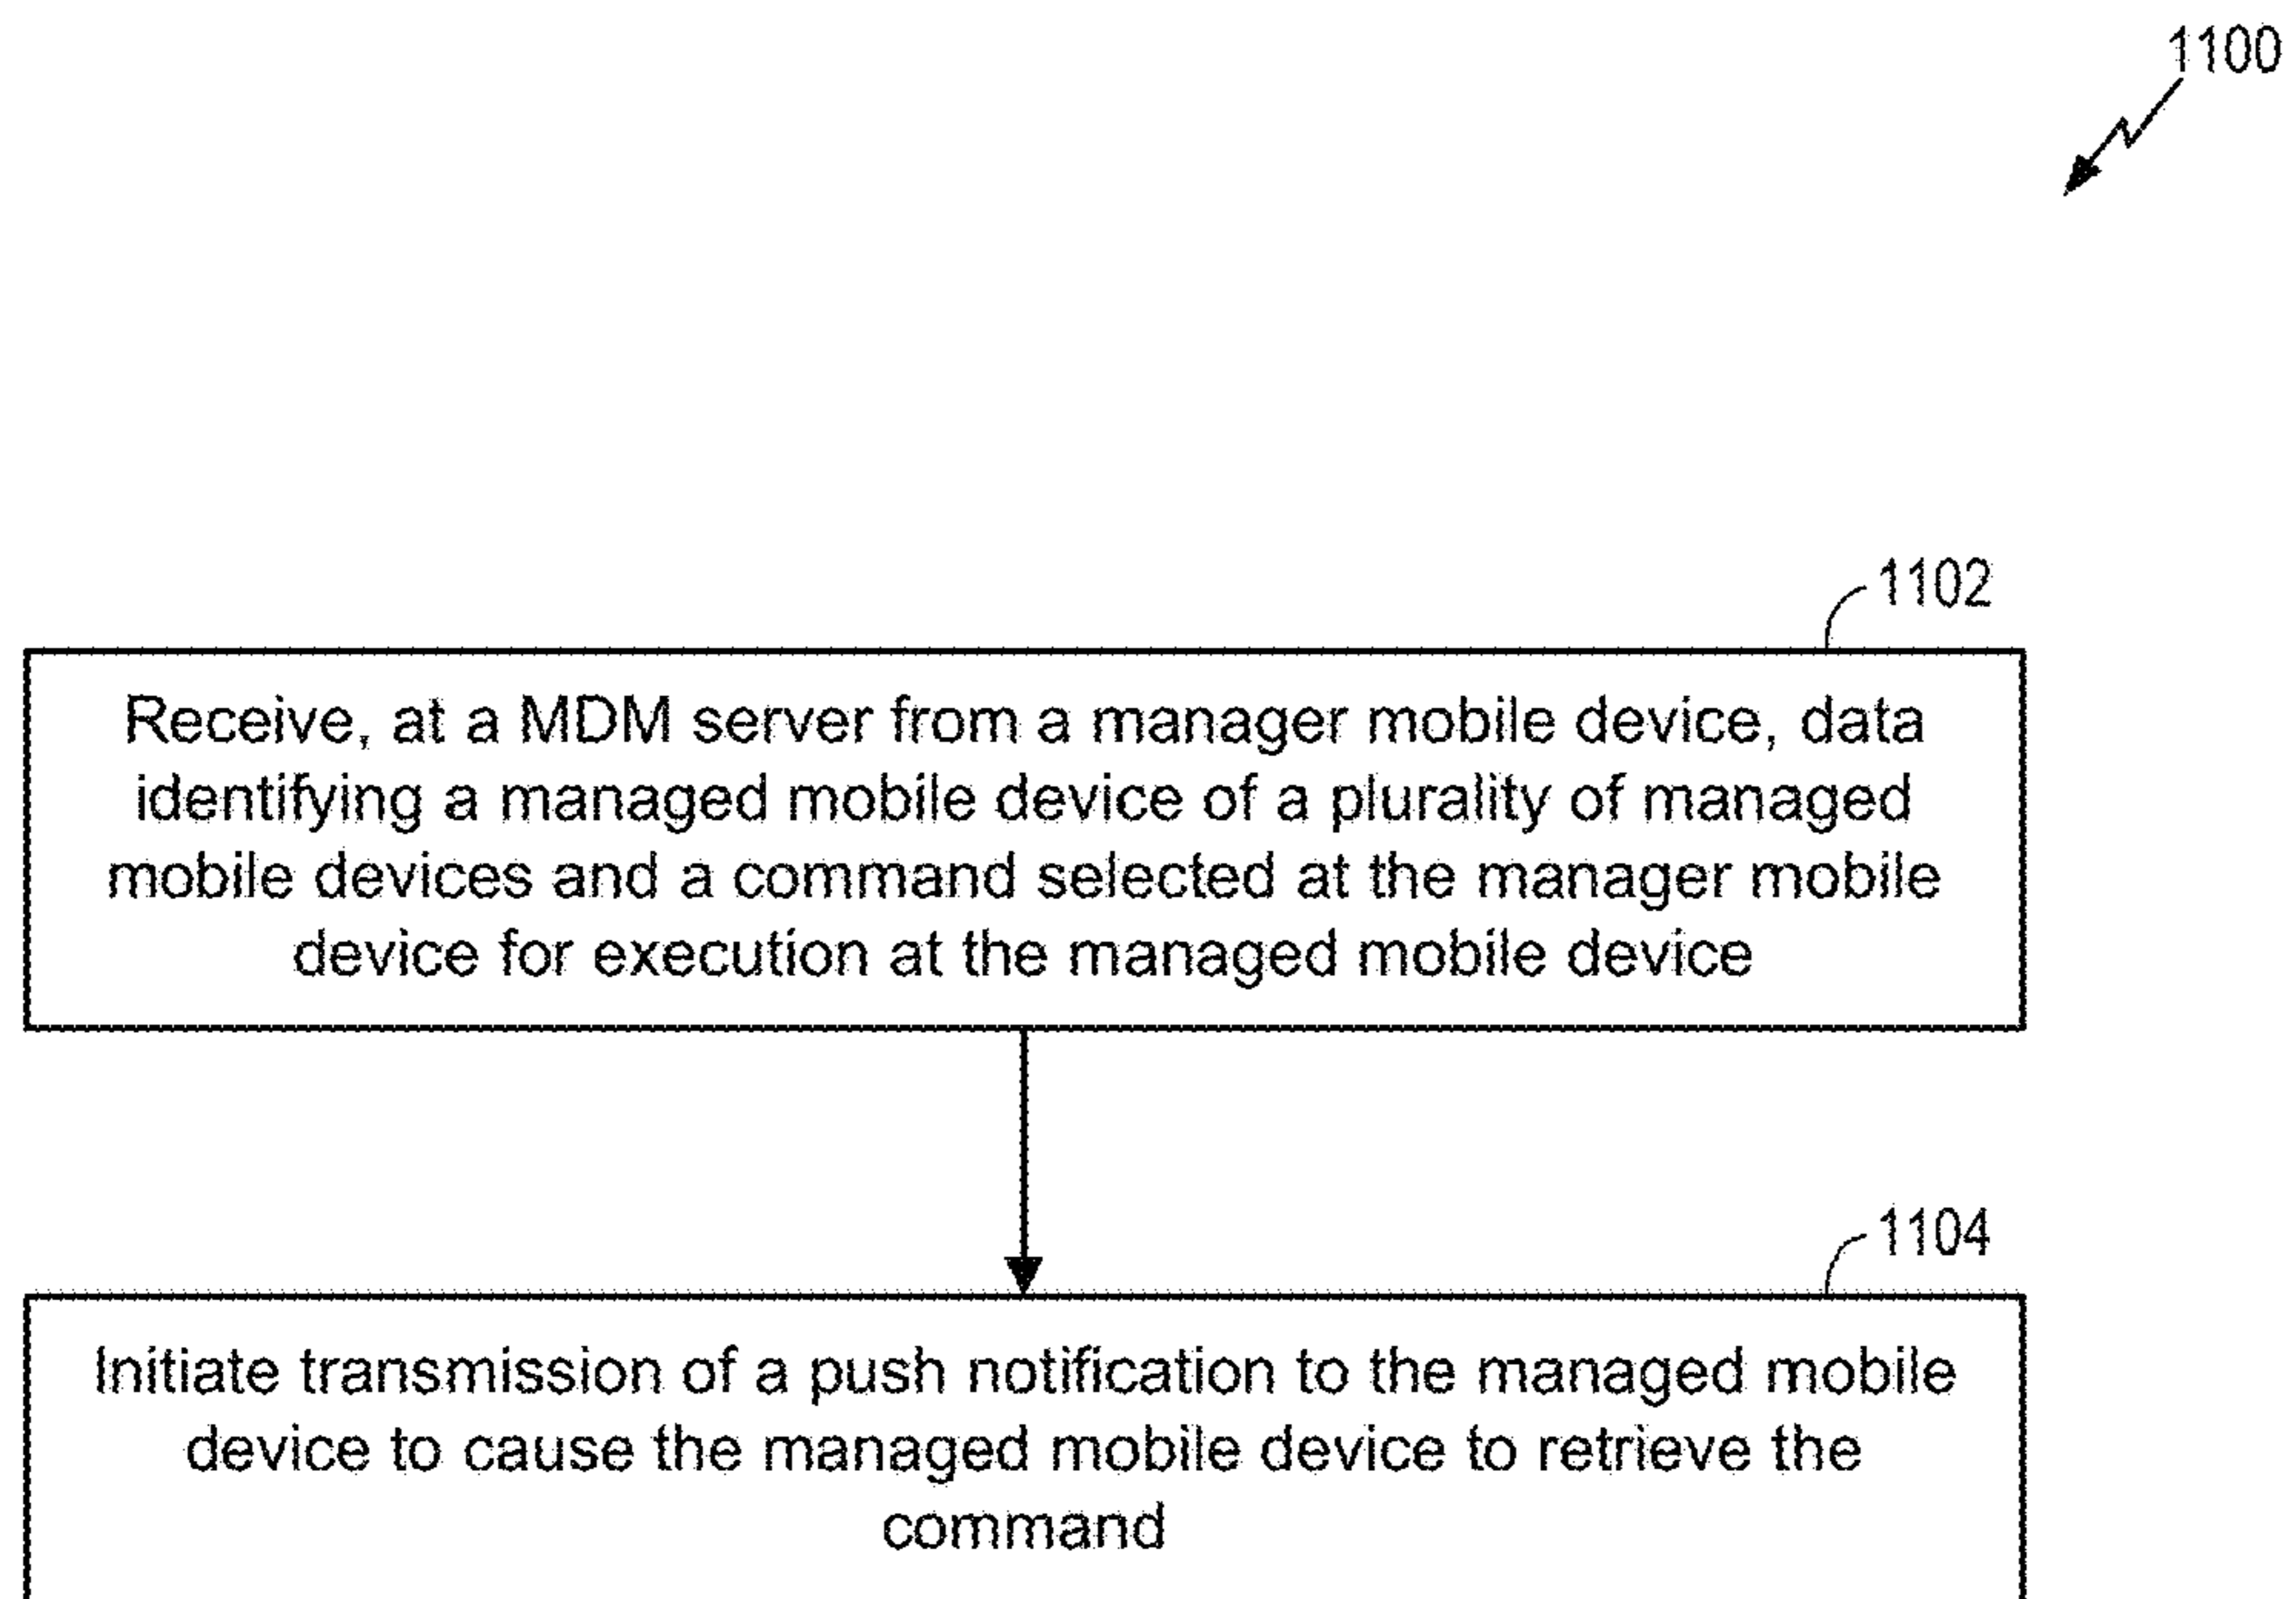 1100
1102
Receive, at a MDM server from a manager mobile device, data
identifying a managed mobile device of a plurality of managed
mobile devices and a command selected at the manager mobile
device for execution at the managed mobile device
1104
Initiate transmission of a push notification to the managed mobile
device to cause the managed mobile device to retrieve the
command